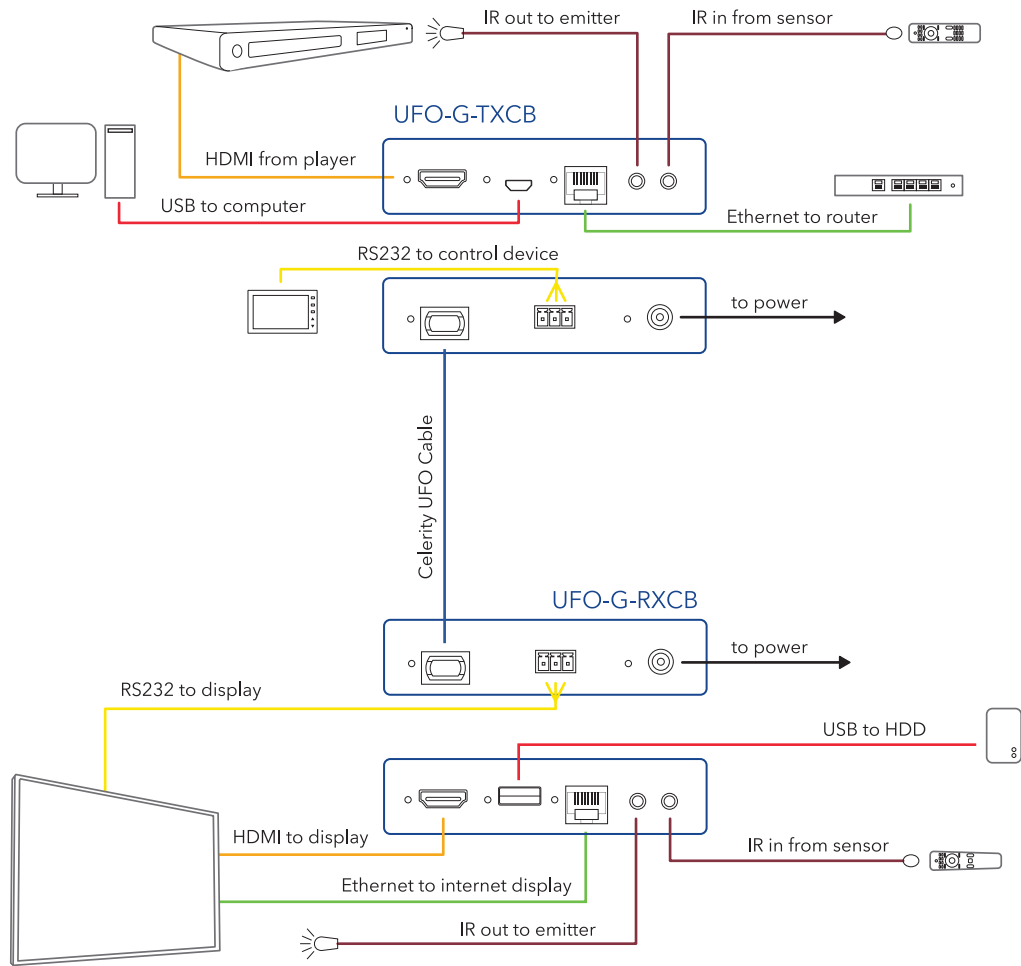 IR out to emitter
IR in from sensor
UFO-G-TXCB
HDMI from player
USB to computer
Ethernet to router
RS232 to control device
to power
Celerity UFO Cable
UFO-G-RXCB
to power
RS232 to display
USB to HDD
HDMI to display
IR in from sensor
Ethernet to internet display
IR out to emitter